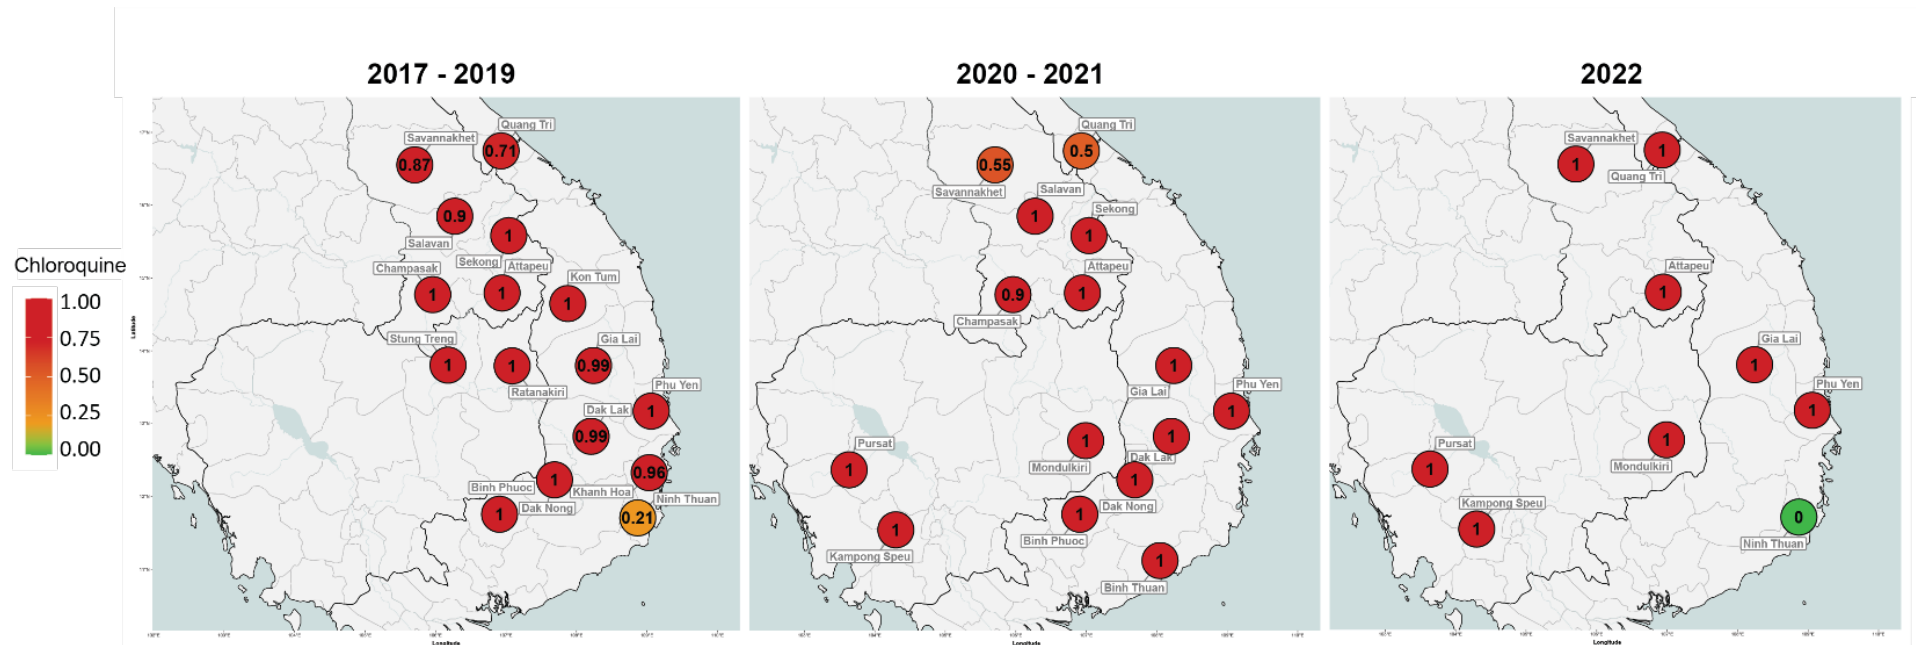 2017 - 2019
2020 - 2021
2022
Chloroquine
1.00
0.75
0.50
0.25
0.00
Quang Tri
Savannakhet
0.71
0.87
0.9
1
Salavan
Sekong
Champasak
Attapeu
Kon Tum
1
1
1
Stung Treng
Gia Lai
1
1
0.99
Ratanakiri
Phu Yen
Dak Lak
1
0.99
0.96
1
Binh Phuoc
Khanh Hoa
Ninh Thuan
Dak Nong
1
0.21
Latitude
Longitude
Quang Tri
0.5
0.55
Savannakhet
Salavan
1
Sekong
1
Attapeu
0.9
1
Champasak
1
Gia Lai
Phu Yen
1
1
1
Pursat
Mondulkiri
Dak Lak
1
1
Dak Nong
1
1
Binh Phuoc
Kampong Speu
1
Binh Thuan
Longitude
Savannakhet
1
1
Quang Tri
Attapeu
1
Gia Lai
1
Phu Yen
1
1
Pursat
Mondulkiri
1
Kampong Speu
1
0
Ninh Thuan
Longitude